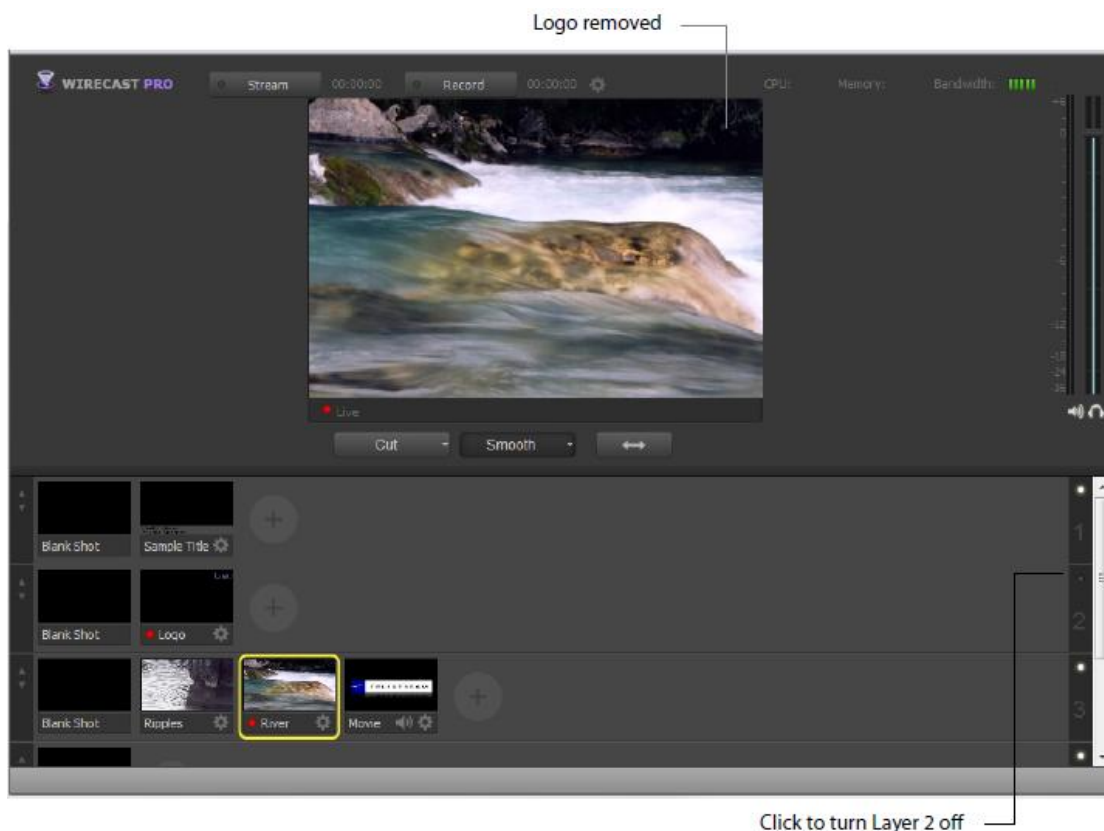 Logo removed
WIRECAST PRO
Stream
00:00:00
Record
00:00:00
CPU:
Memory:
Bandwidth:
Live
Cut
Smooth
Blank Shot
Sample Title
1
Blank Shot
Logo
2
Blank Shot
Ripples
River
Movie
3
Click to turn Layer 2 off